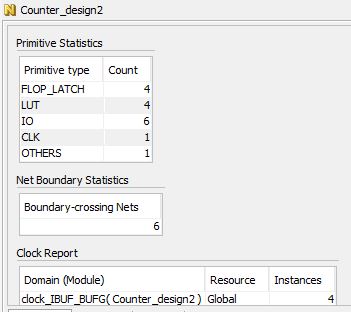 Counter_design2
Primitive Statistics
Primitive type Count
FLOP_LATCH 4
LUT 4
IO 6
CLK 1
OTHERS 1
Net Boundary Statistics
Boundary-crossing Nets
6
Clock Report
Domain (Module) Resource Instances
clock_IBUF_BUFG( Counter_design2 ) Global 4